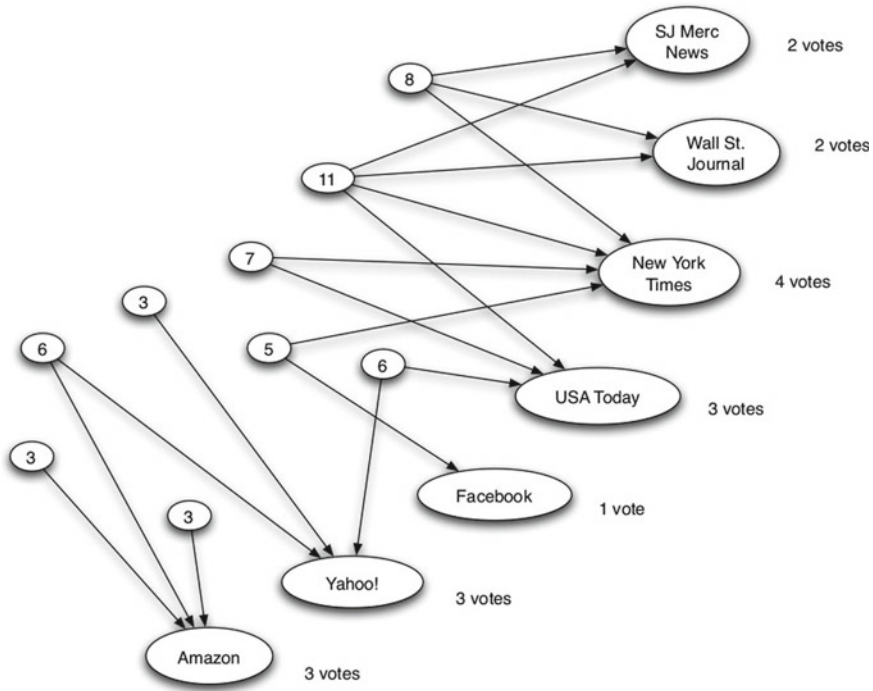 SJ Merc
News
2 votes
8
Wall St.
Journal
2 votes
11
7
New York
Times
4 votes
3
6
5
6
USA Today
3 votes
3
Facebook
1 vote
3
Yahoo!
3 votes
Amazon
3 votes